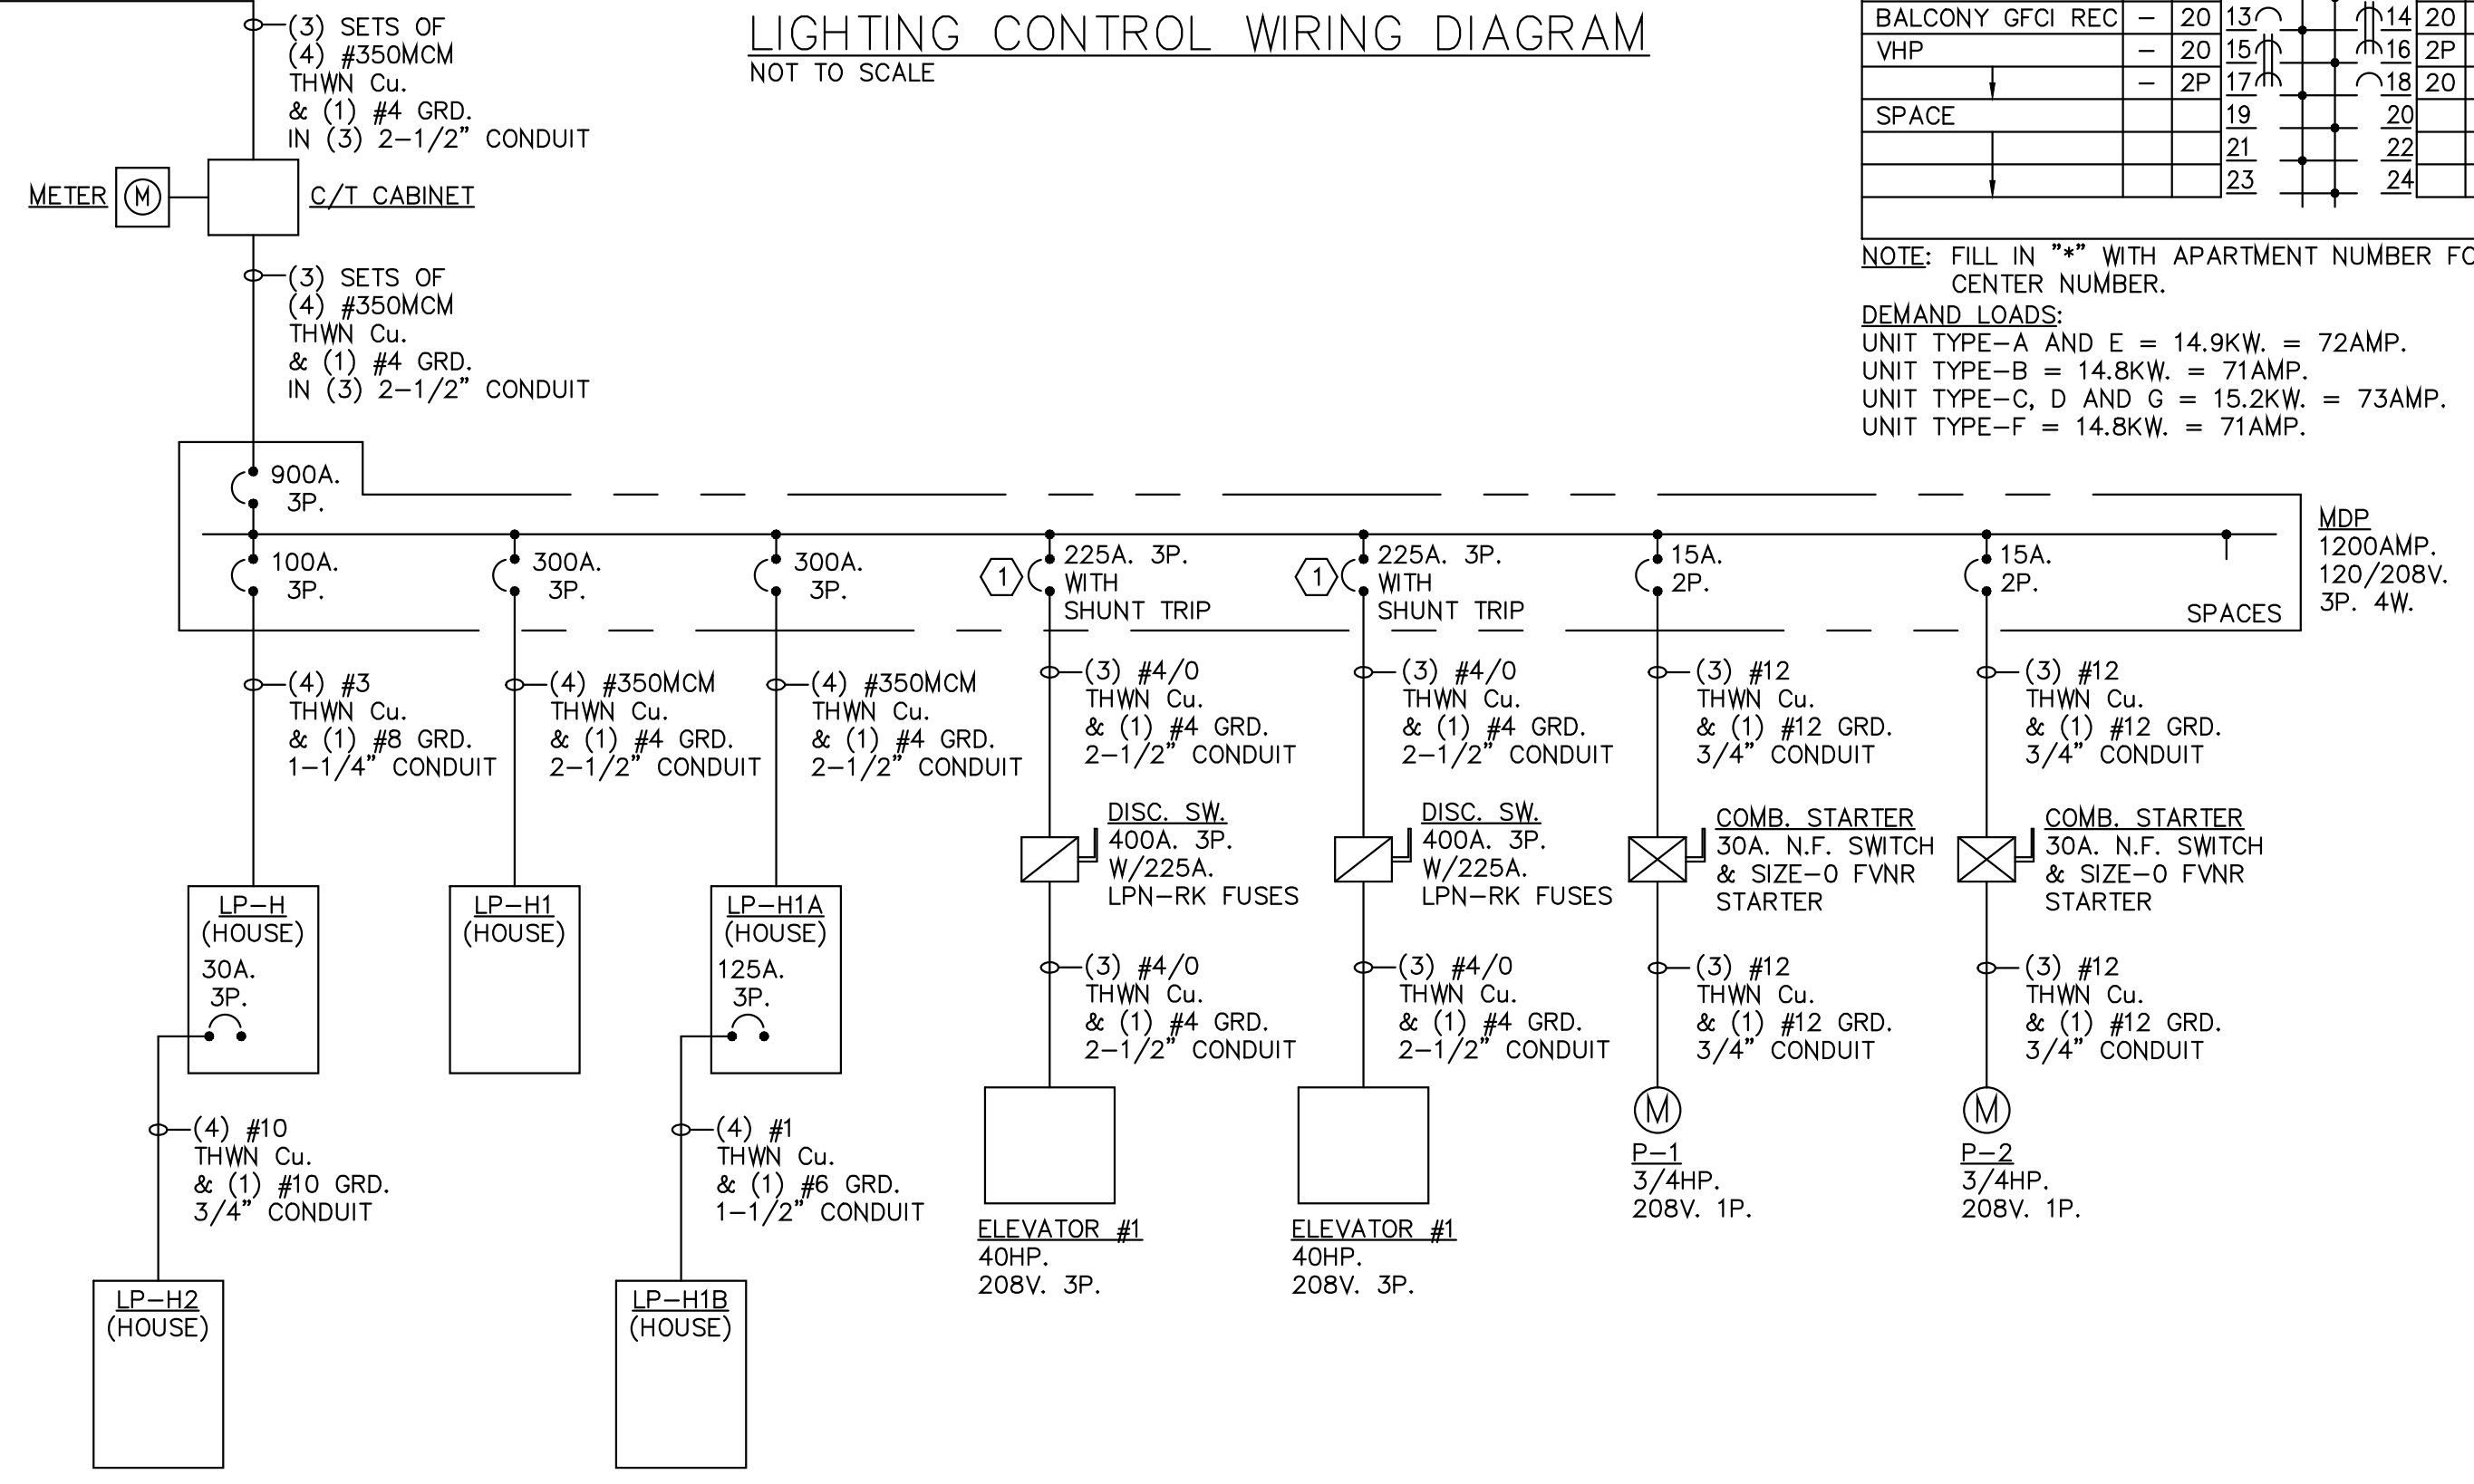 (3) SETS OF
(4) #350MCM
THWN Cu.
& (1) #4 GRD.
IN (3) 2-1/2" CONDUIT
LIGHTING CONTROL WIRING DIAGRAM
NOT TO SCALE
METER
M
C/T CABINET
(3) SETS OF
(4) #350MCM
THWN Cu.
& (1) #4 GRD.
IN (3) 2-1/2" CONDUIT
BALCONY GFCI REC - 20 13 14 20
VHP - 20 15 16 2P
- 2P 17 18 20
SPACE 19 20
21 22
23 24
NOTE: FILL IN "*" WITH APARTMENT NUMBER
CENTER NUMBER.
DEMAND LOADS:
UNIT TYPE-A AND E = 14.9KW. = 72AMP.
UNIT TYPE-B = 14.8KW. = 71AMP.
UNIT TYPE-C, D AND G = 15.2KW. = 73AMP.
UNIT TYPE-F = 14.8KW. = 71AMP.
900A.
3P.
100A.
3P.
300A.
3P.
300A.
3P.
1
225A. 3P.
WITH
SHUNT TRIP
1
225A. 3P.
WITH
SHUNT TRIP
15A.
2P.
15A.
2P.
SPACES
MDP
1200AMP.
120/208V.
3P. 4W.
(4) #3
THWN Cu.
& (1) #8 GRD.
1-1/4" CONDUIT
(4) #350MCM
THWN Cu.
& (1) #4 GRD.
2-1/2" CONDUIT
(4) #350MCM
THWN Cu.
& (1) #4 GRD.
2-1/2" CONDUIT
(3) #4/0
THWN Cu.
& (1) #4 GRD.
2-1/2" CONDUIT
(3) #4/0
THWN Cu.
& (1) #4 GRD.
2-1/2" CONDUIT
(3) #12
THWN Cu.
& (1) #12 GRD.
3/4" CONDUIT
(3) #12
THWN Cu.
& (1) #12 GRD.
3/4" CONDUIT
DISC. SW.
400A. 3P.
W/225A.
LPN-RK FUSES
DISC. SW.
400A. 3P.
W/225A.
LPN-RK FUSES
COMB. STARTER
30A. N.F. SWITCH
& SIZE-0 FVNR
STARTER
COMB. STARTER
30A. N.F. SWITCH
& SIZE-0 FVNR
STARTER
LP-H
(HOUSE)
30A.
3P.
LP-H1
(HOUSE)
LP-H1A
(HOUSE)
125A.
3P.
(3) #4/0
THWN Cu.
& (1) #4 GRD.
2-1/2" CONDUIT
(3) #4/0
THWN Cu.
& (1) #4 GRD.
2-1/2" CONDUIT
(3) #12
THWN Cu.
& (1) #12 GRD.
3/4" CONDUIT
(3) #12
THWN Cu.
& (1) #12 GRD.
3/4" CONDUIT
(4) #10
THWN Cu.
& (1) #10 GRD.
3/4" CONDUIT
(4) #1
THWN Cu.
& (1) #6 GRD.
1-1/2" CONDUIT
ELEVATOR #1
40HP.
208V. 3P.
ELEVATOR #1
40HP.
208V. 3P.
M
P-1
3/4HP.
208V. 1P.
M
P-2
3/4HP.
208V. 1P.
LP-H2
(HOUSE)
LP-H1B
(HOUSE)